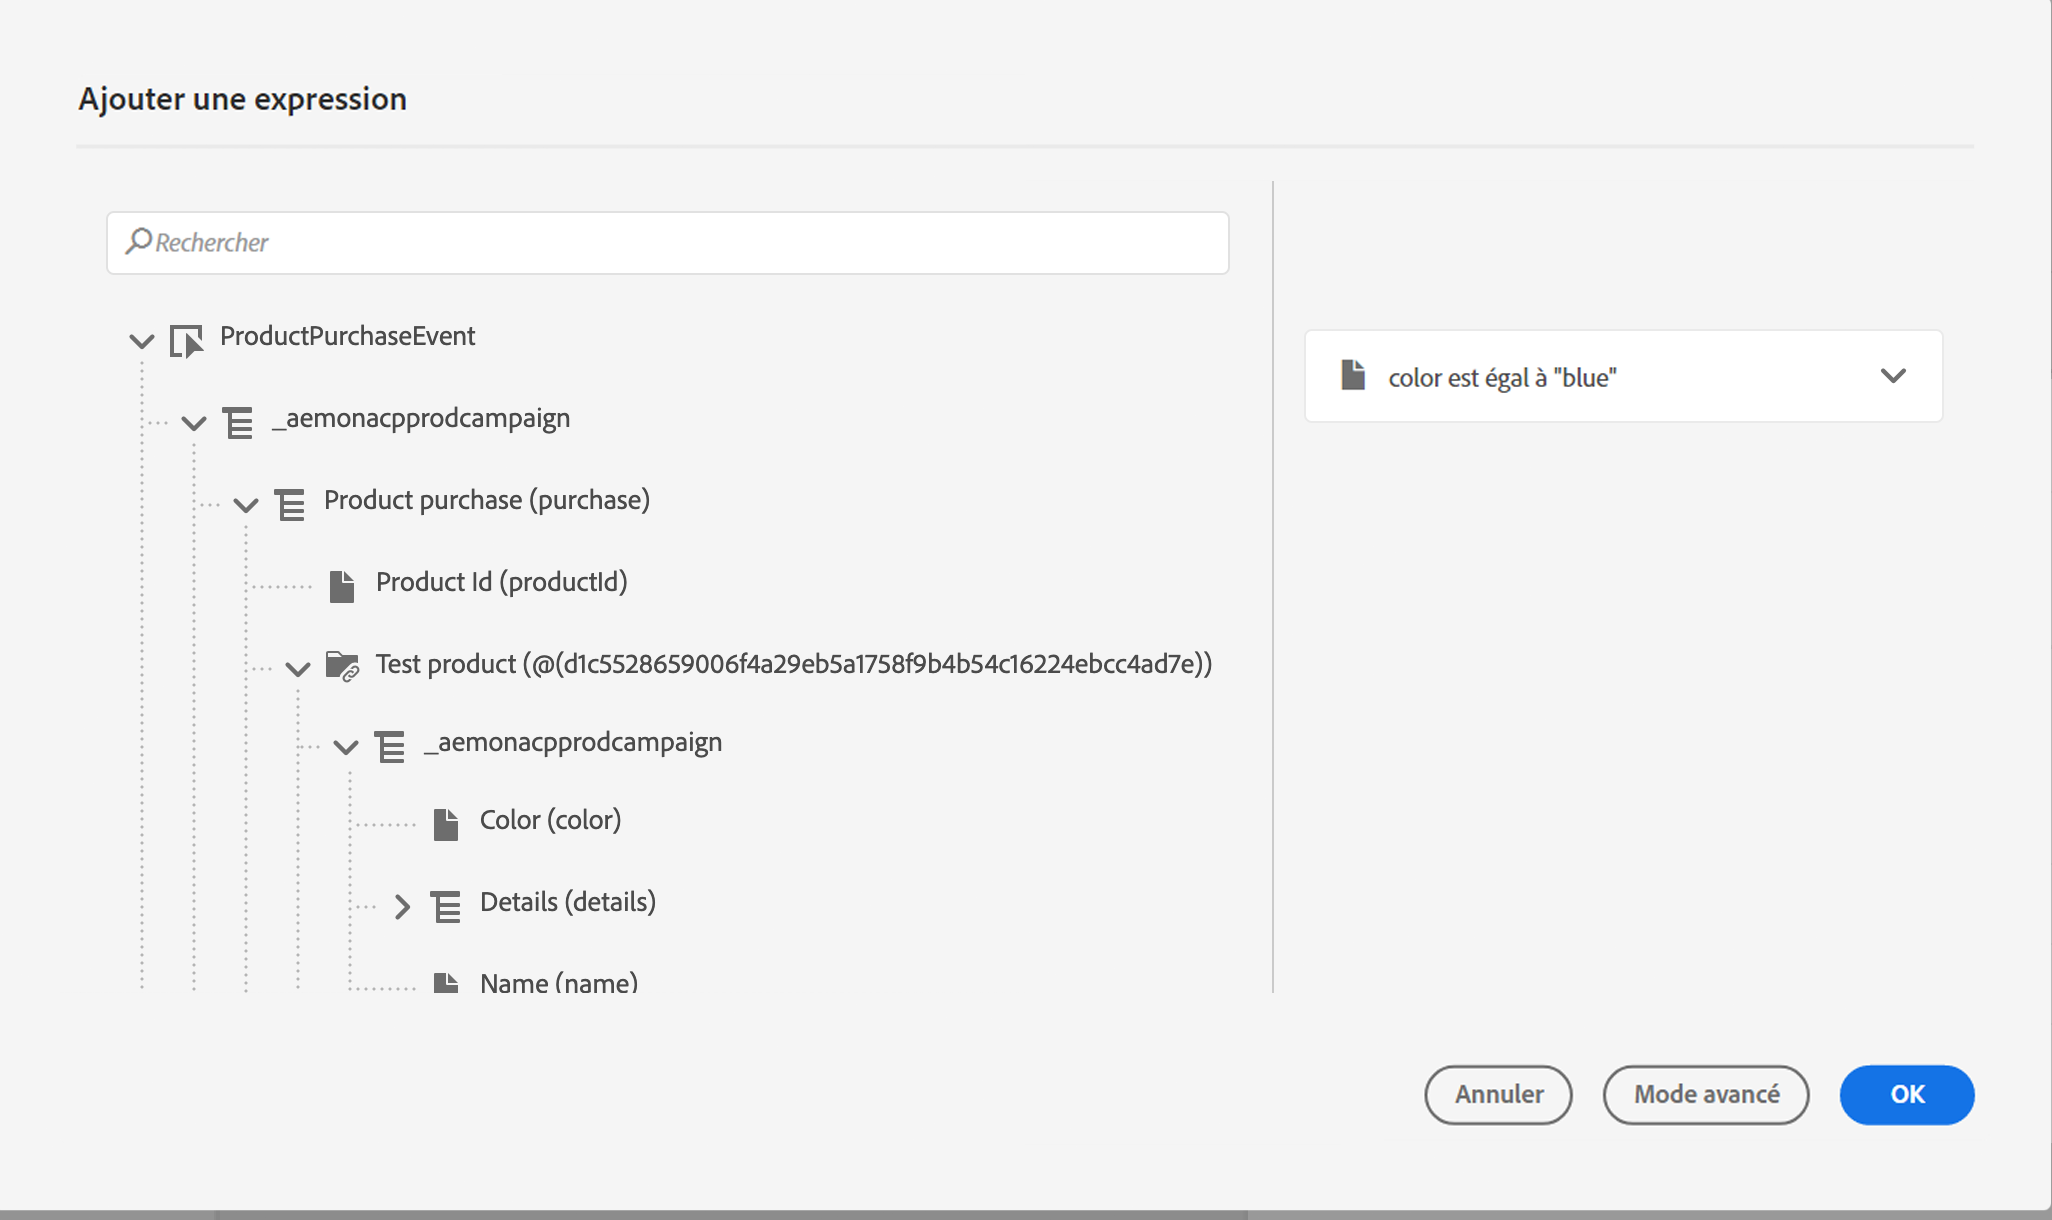 Ajouter une expression
Rechercher
ProductPurchaseEvent
_aemonacpprodcampaign
Product purchase (purchase)
Product Id (productId)
Test product (@(d1c5528659006f4a29eb5a1758f9b4b54c16224ebcc4ad7e))
_aemonacpprodcampaign
Color (color)
Details (details)
Name (name)
color est égal à "blue"
Annuler
Mode avancé
OK